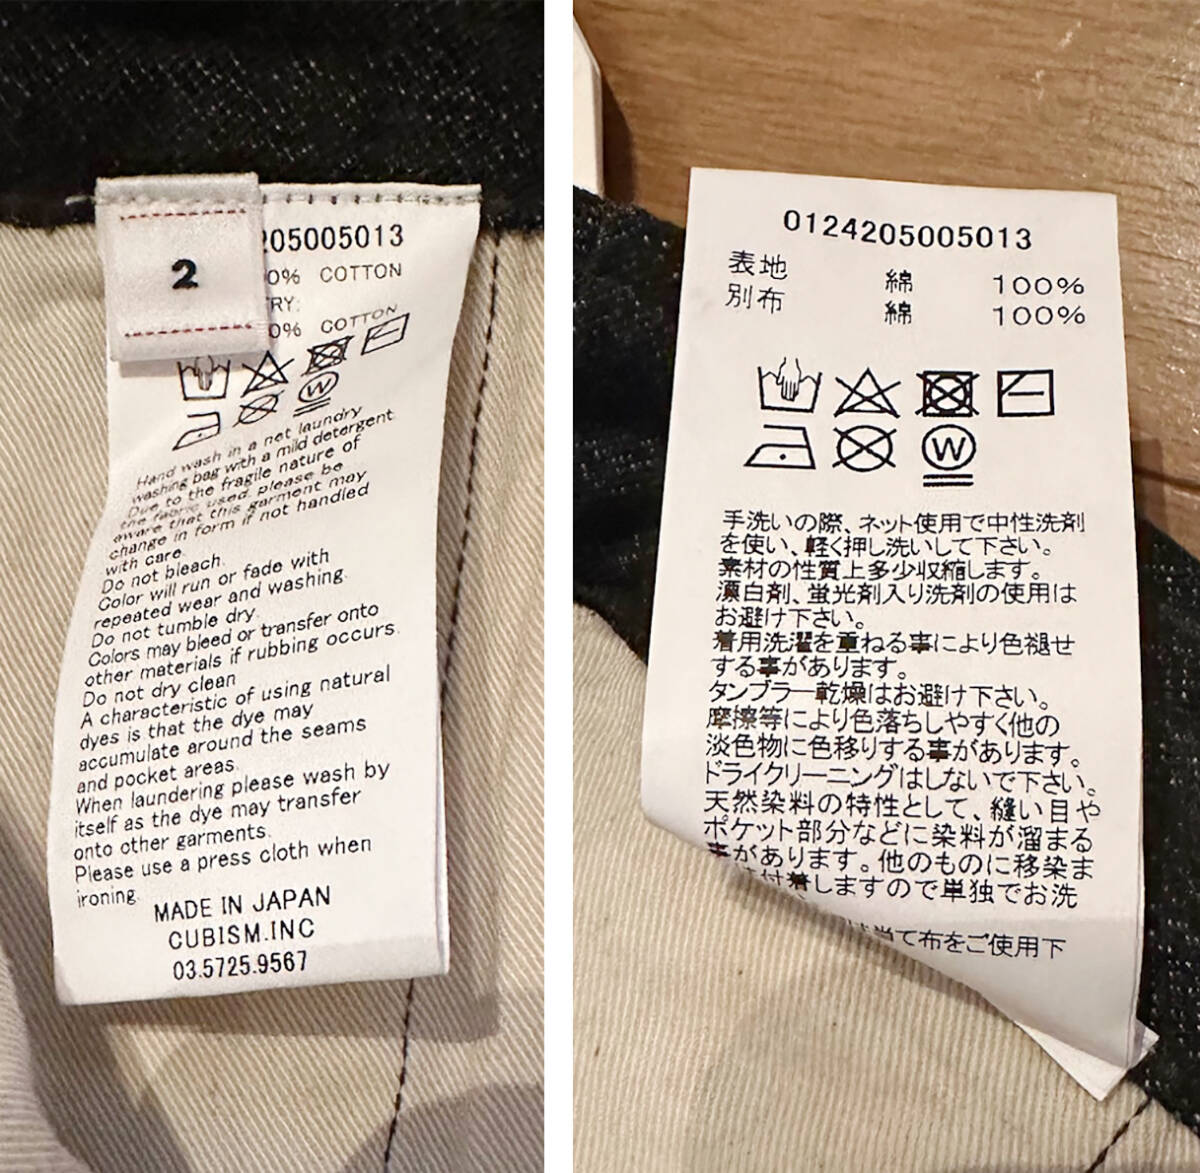 2
205005013
0% COTTON
RY:
0% COTTON
W
Hand wash in a net laundry
washing bag with a mild detergent
Due to the fragile nature of
the fabric used, please be
aware that this garment may
change in form if not handled
with care.
Do not bleach.
Color will run or fade with
repeated wear and washing.
Do not tumble dry.
Colors may bleed or transfer onto
other materials if rubbing occurs.
Do not dry clean
A characteristic of using natural
dyes is that the dye may
accumulate around the seams
and pocket areas.
When laundering please wash by
itself as the dye may transfer
onto other garments.
Please use a press cloth when
ironing.
MADE IN JAPAN
CUBISM.INC
03.5725.9567
0124205005013
表地 綿 100%
別布 綿 100%
W
手洗いの際、ネット使用で中性洗剤
を使い、軽く押し洗いして下さい。
素材の性質上多少収縮します。
漂白剤、蛍光剤入り洗剤の使用は
お避け下さい。
着用洗濯を重ねる事により色褪せ
する事があります。
タンブラー乾燥はお避け下さい。
摩擦等により色落ちしやすく他の
淡色物に色移りする事があります。
ドライクリーニングはしないで下さい。
天然染料の特性として、縫い目や
ポケット部分などに染料が溜まる
事があります。他のものに移染ま
付着しますので単独でお洗
当て布をご使用下